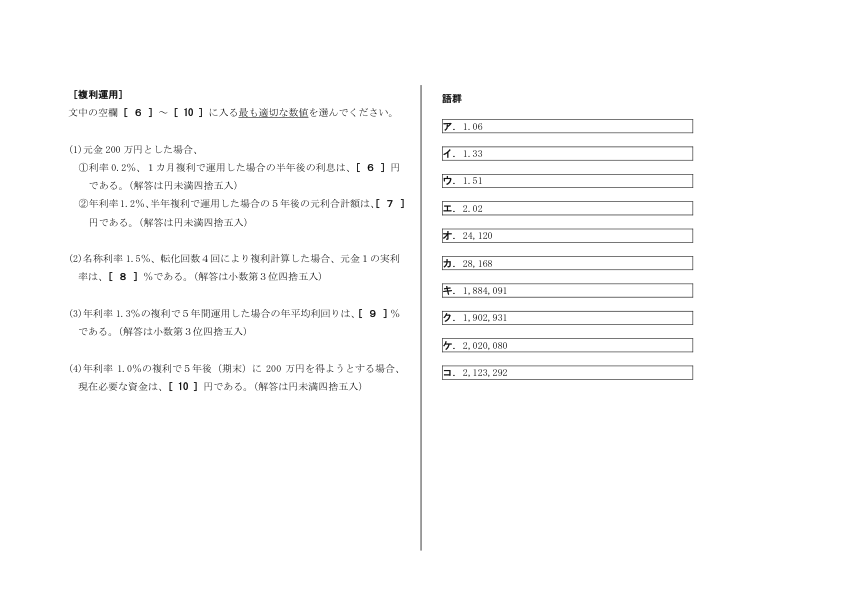 ［複利運用］
文中の空欄［ ６ ］～［ 10 ］に入る最も適切な数値を選んでください。
(1)元金 200 万円とした場合、
①利率 0.2％、１カ月複利で運用した場合の半年後の利息は、［ ６ ］円
である。（解答は円未満四捨五入）
②年利率 1.2％、半年複利で運用した場合の５年後の元利合計額は、［ ７ ］
円である。（解答は円未満四捨五入）
(2)名称利率 1.5％、転化回数４回により複利計算した場合、元金１の実利
率は、［ ８ ］％である。（解答は小数第３位四捨五入）
(3)年利率 1.3％の複利で５年間運用した場合の年平均利回りは、［ ９ ］％
である。（解答は小数第３位四捨五入）
(4)年利率 1.0％の複利で５年後（期末）に 200 万円を得ようとする場合、
現在必要な資金は、［ 10 ］円である。（解答は円未満四捨五入）
語群
ア． 1.06
イ． 1.33
ウ． 1.51
エ． 2.02
オ． 24,120
カ． 28,168
キ． 1,884,091
ク． 1,902,931
ケ． 2,020,080
コ． 2,123,292